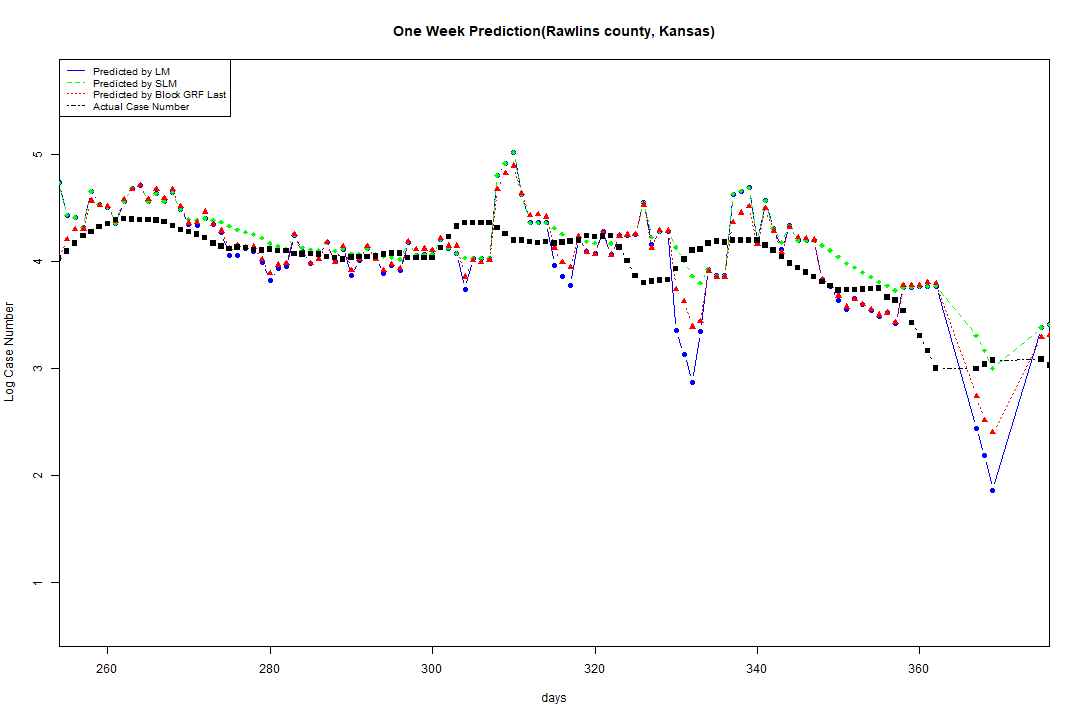 One Week Prediction(Rawlins county, Kansas)
Predicted by LM
Predicted by SLM
Predicted by Block GRF Last
Actual Case Number
5
4
3
2
1
Log Case Number
260 280 300 320 340 360
days